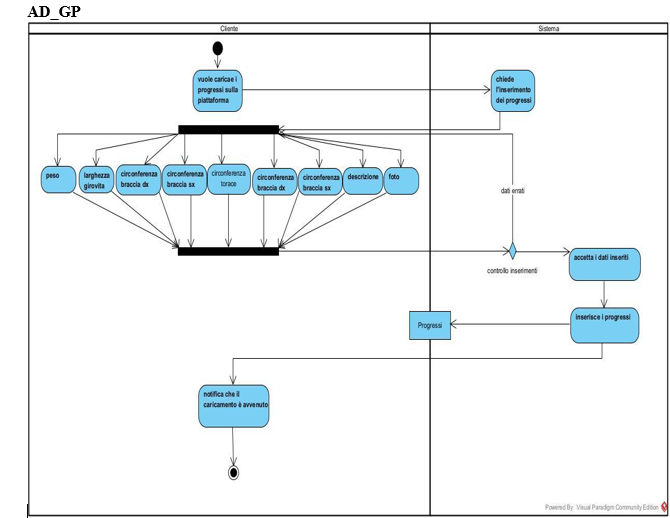 AD_GP
Cliente
Sistema
vuole caricae i
progressi sulla
piattaforma
chiede
l'inserimento
dei progressi
peso
larghezza
girovita
circonferenza
braccia dx
circonferenza
braccia sx
circonferenza
torace
circonferenza
braccia dx
circonferenza
braccia sx
descrizione
foto
dati errati
controllo inserimenti
accetta i dati inseriti
Progressi
inserisce i progressi
notifica che il
caricamento è avvenuto
Powered By Visual Paradigm Community Edition